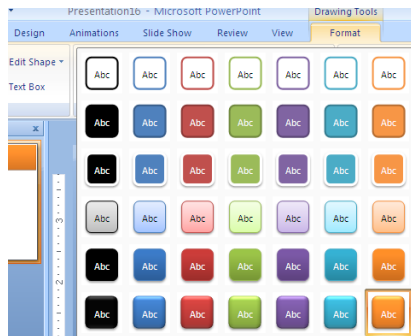 Presentation16 - Microsoft PowerPoint Drawing Tools
Design Animations Slide Show Review View Format
Edit Shape
Text Box
Abc Abc Abc Abc Abc Abc Abc
Abc Abc Abc Abc Abc Abc Abc
Abc Abc Abc Abc Abc Abc Abc
Abc Abc Abc Abc Abc Abc Abc
Abc Abc Abc Abc Abc Abc Abc
Abc Abc Abc Abc Abc Abc Abc
x
3
2